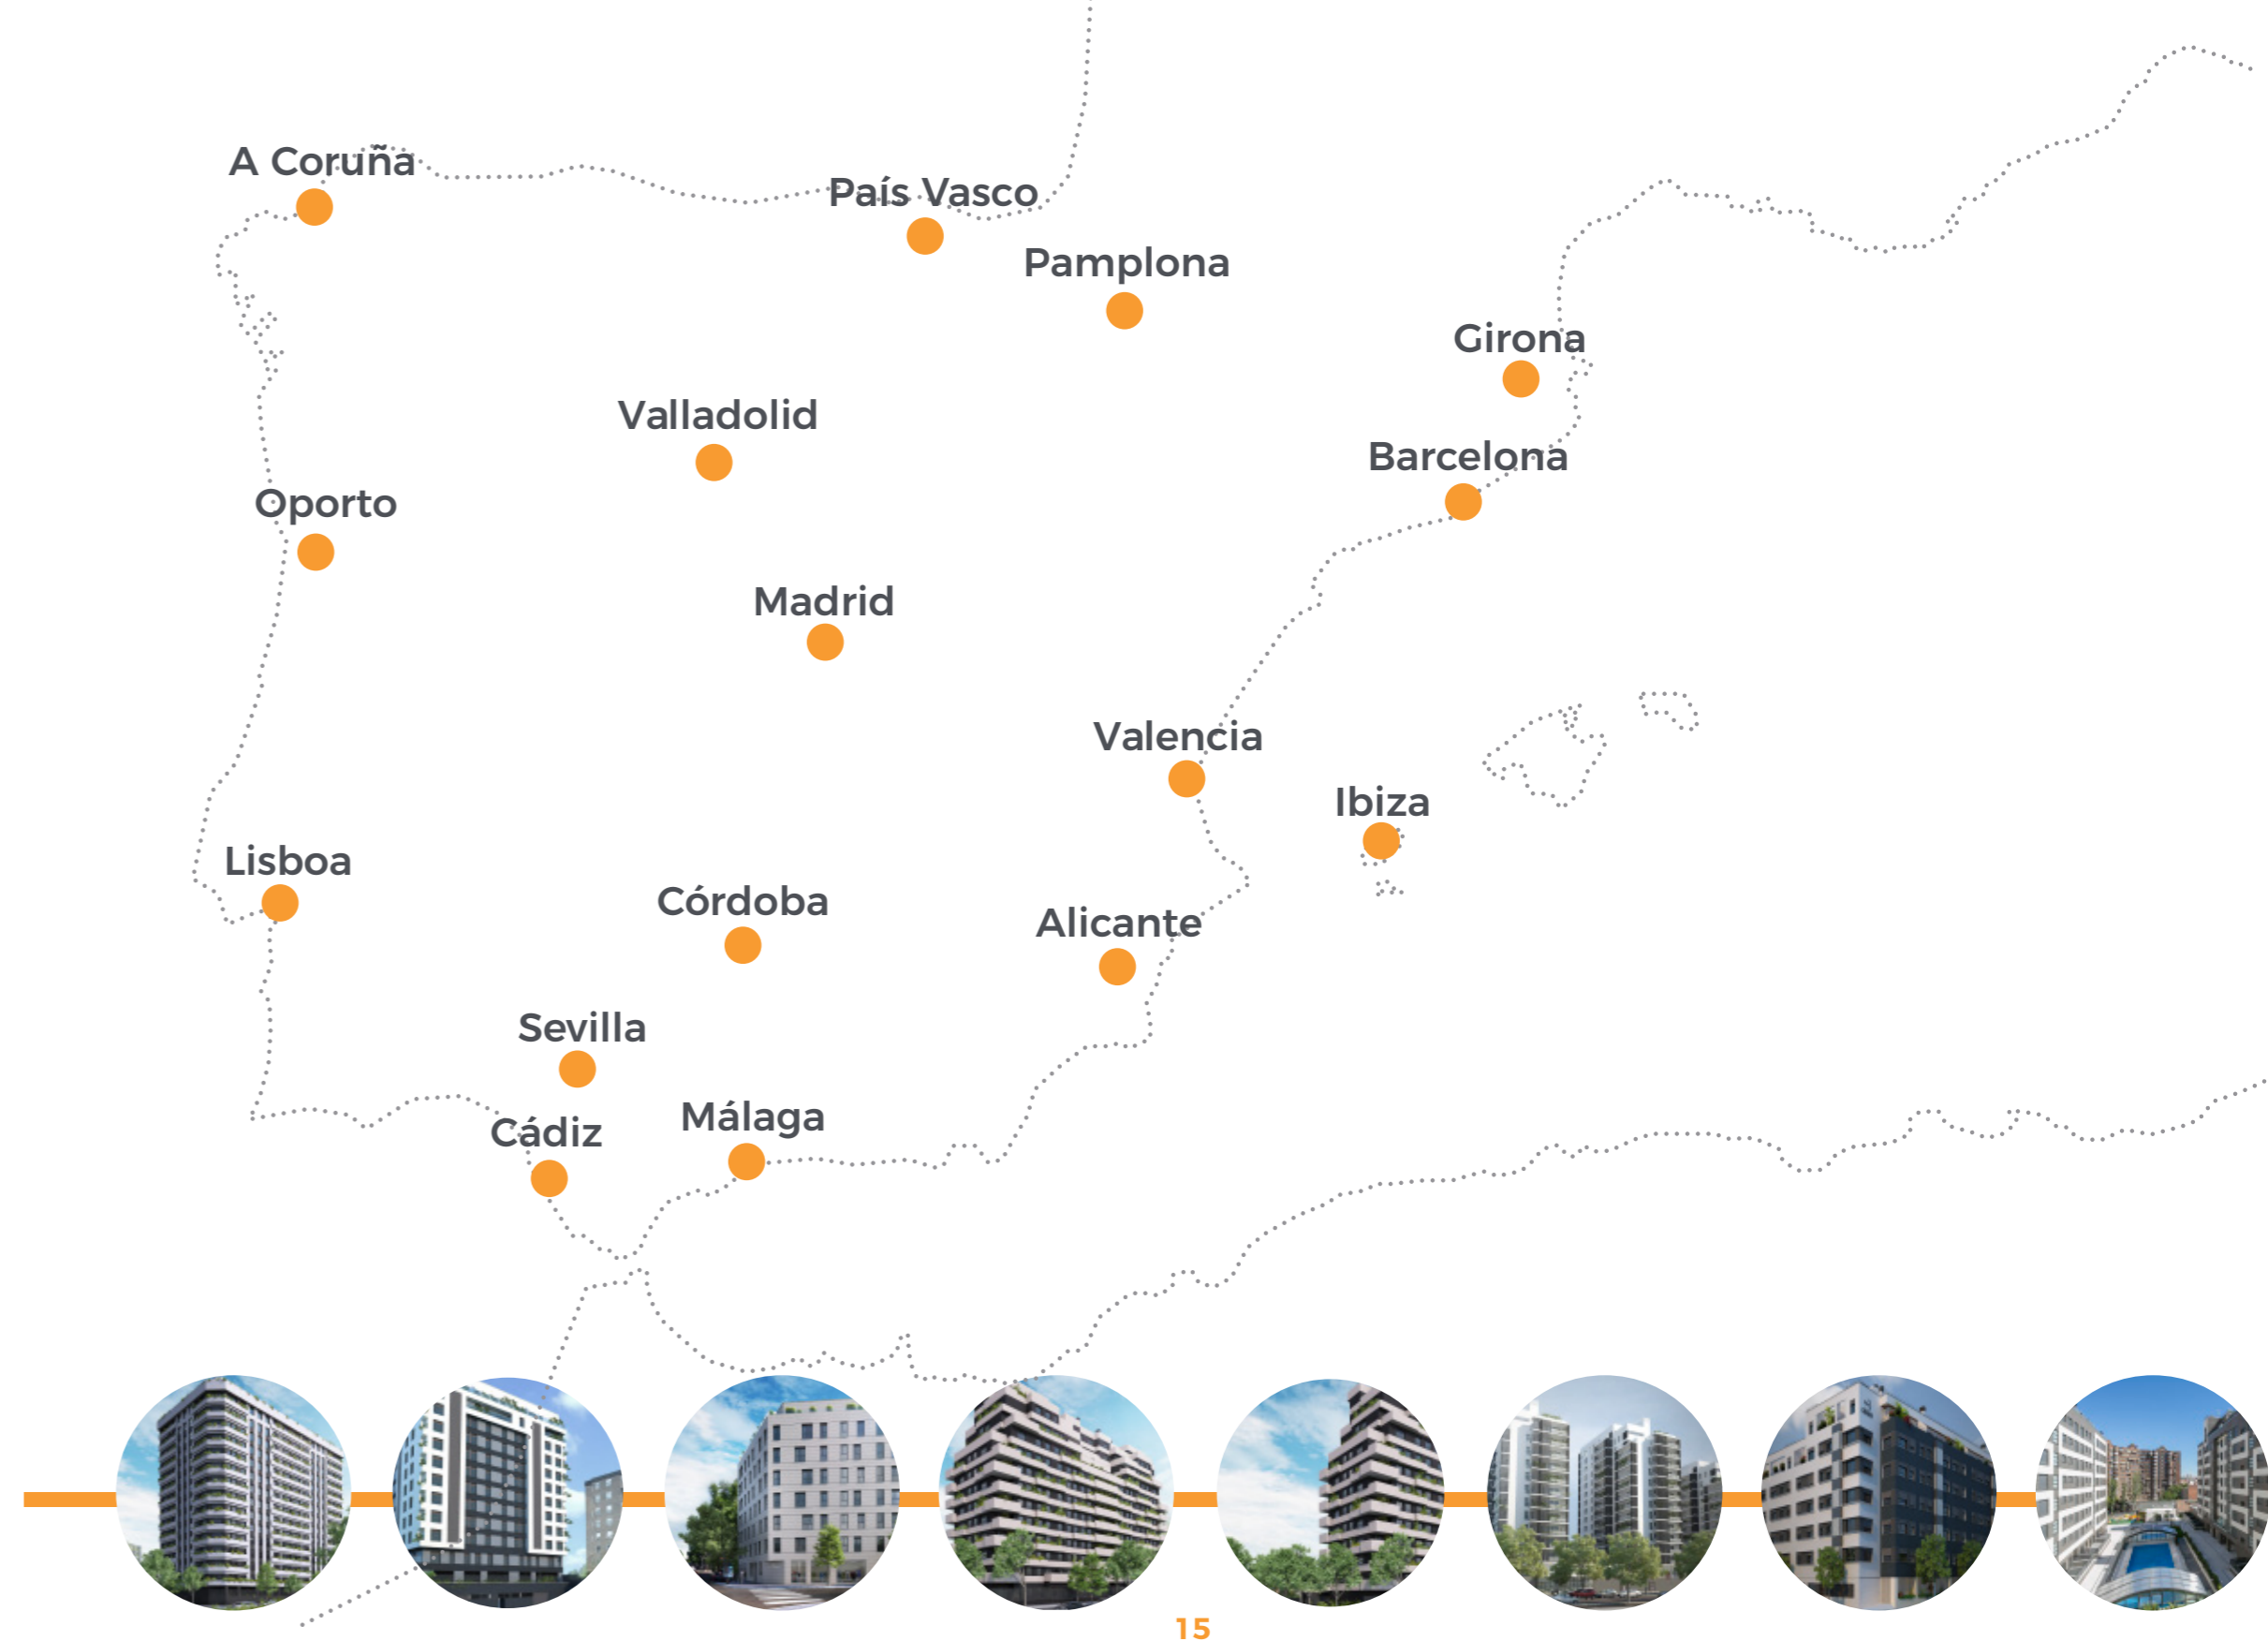 A Coruña
País Vasco
Pamplona
Girona
Valladolid
Barcelona
Oporto
Madrid
Valencia
Ibiza
Lisboa
Córdoba
Alicante
Sevilla
Málaga
Cádiz
15